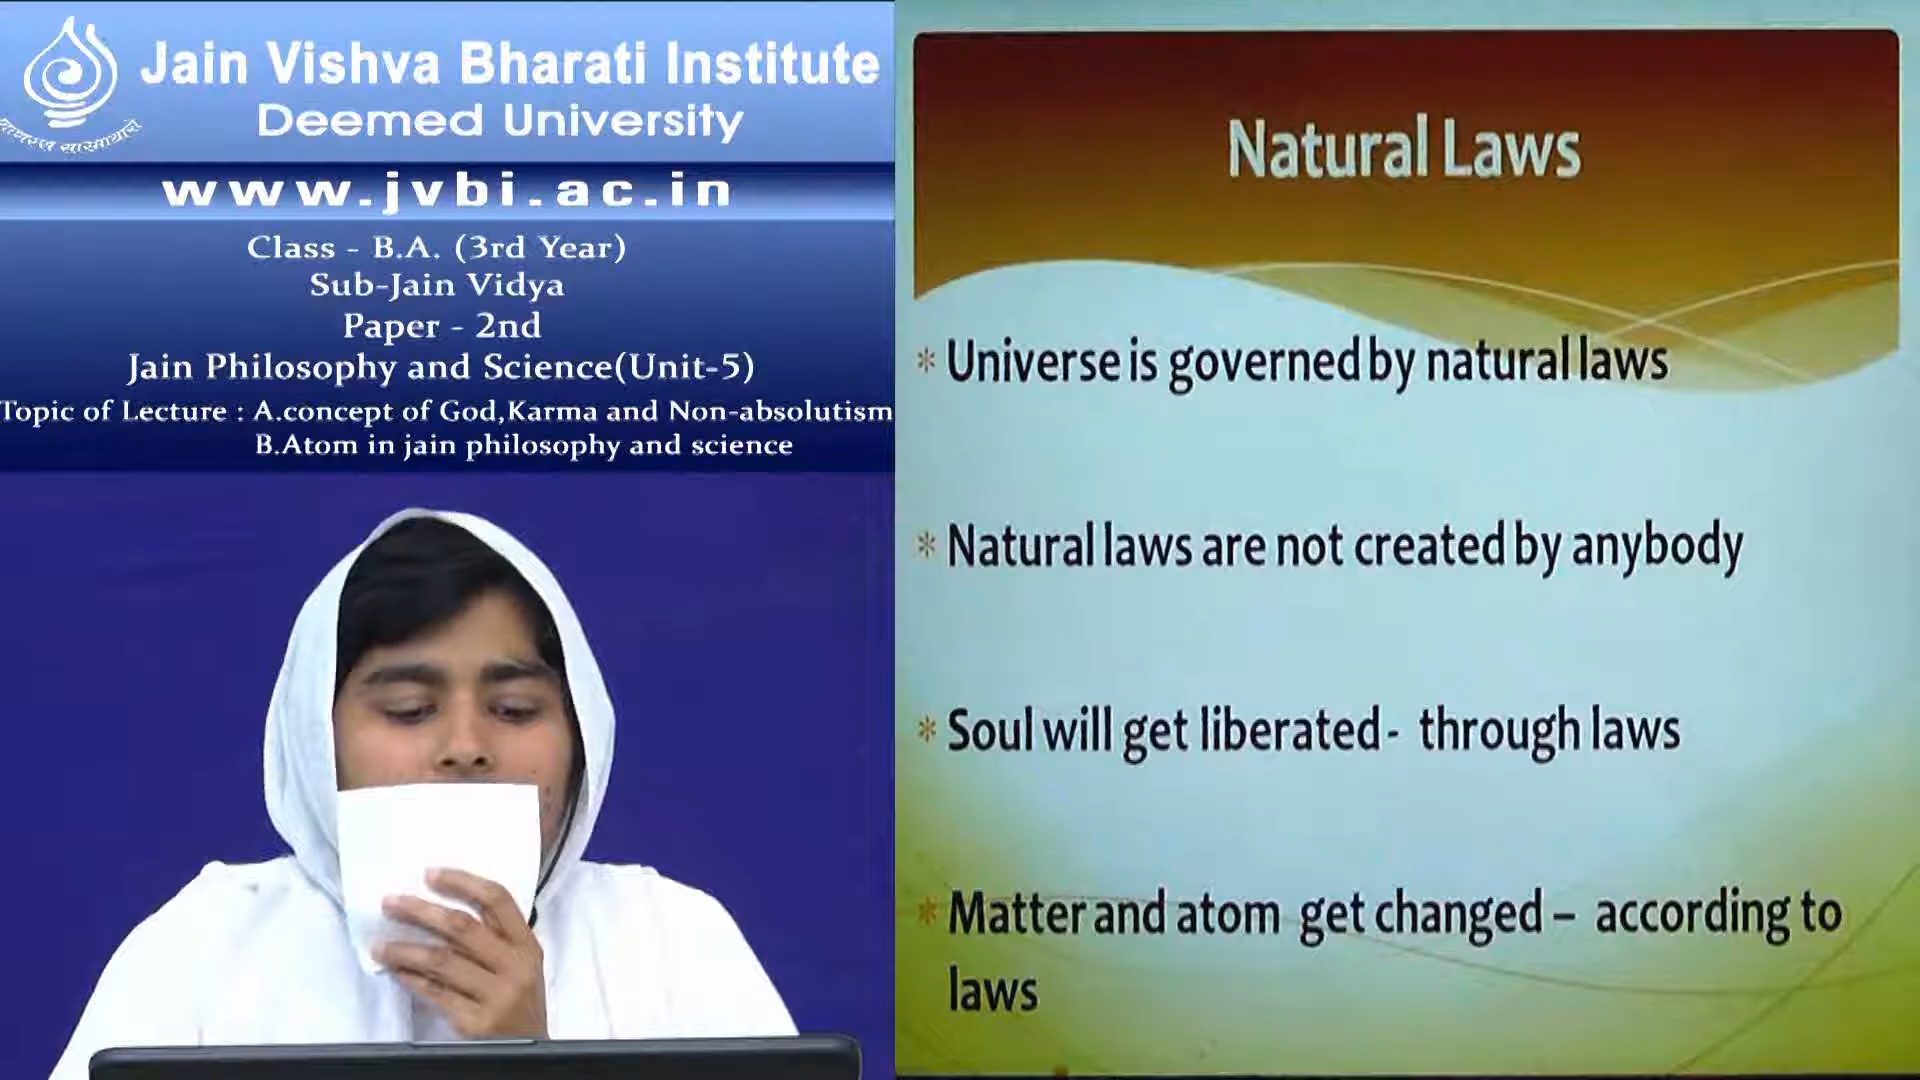 Jain Vishva Bharati Institute
Deemed University
www.jvbi.ac.in
Class - B.A. (3rd Year)
Sub-Jain Vidya
Paper - 2nd
Jain Philosophy and Science(Unit-5)
Topic of Lecture : A.concept of God,Karma and Non-absolutism
B.Atom in jain philosophy and science
Natural Laws
* Universe is governed by natural laws
* Natural laws are not created by anybody
* Soul will get liberated - through laws
* Matter and atom get changed – according to
laws